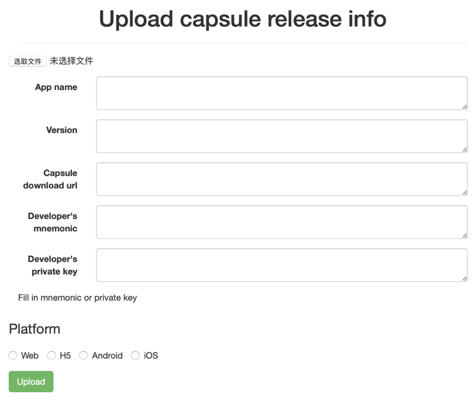 Upload capsule release info
选取文件 未选择文件
App name
Version
Capsule
download url
Developer's
mnemonic
Developer's
private key
Fill in mnemonic or private key
Platform
Web H5 Android iOS
Upload